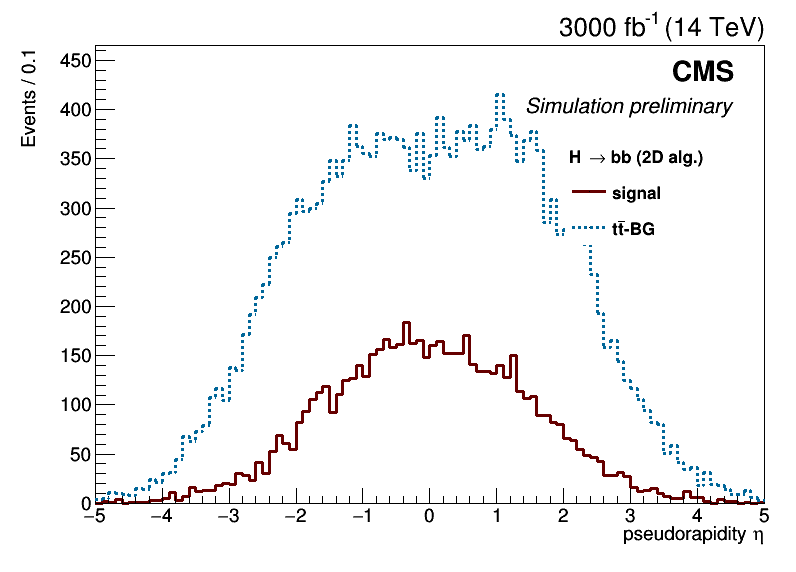 3000 fb-1 (14 TeV)
Events / 0.1
CMS
Simulation preliminary
H → bb (2D alg.)
signal
tt̄-BG
450
400
350
300
250
200
150
100
50
0
−5 −4 −3 −2 −1 0 1 2 3 4 5
pseudorapidity η